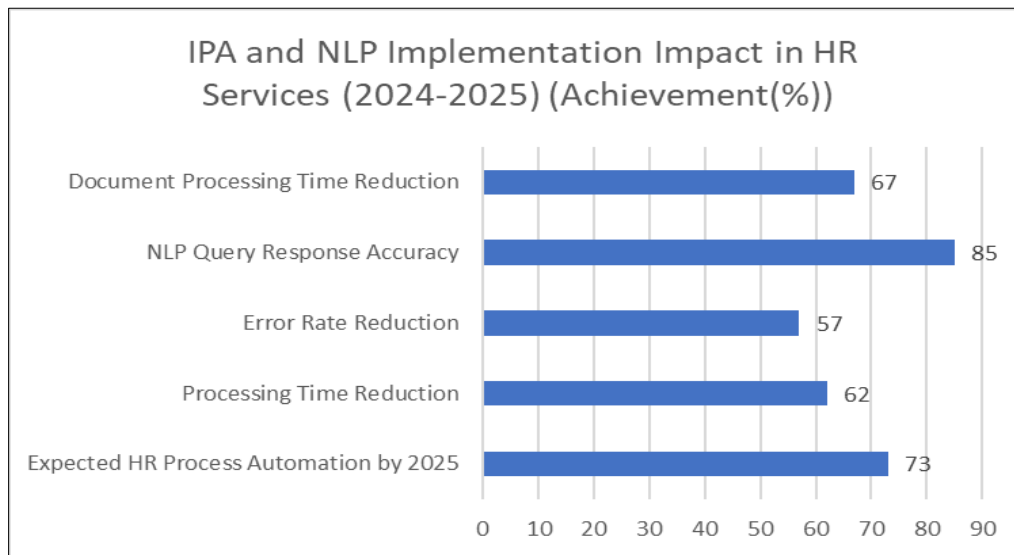 IPA and NLP Implementation Impact in HR
Services (2024-2025) (Achievement(%))
Document Processing Time Reduction 67
NLP Query Response Accuracy 85
Error Rate Reduction 57
Processing Time Reduction 62
Expected HR Process Automation by 2025 73
0 10 20 30 40 50 60 70 80 90